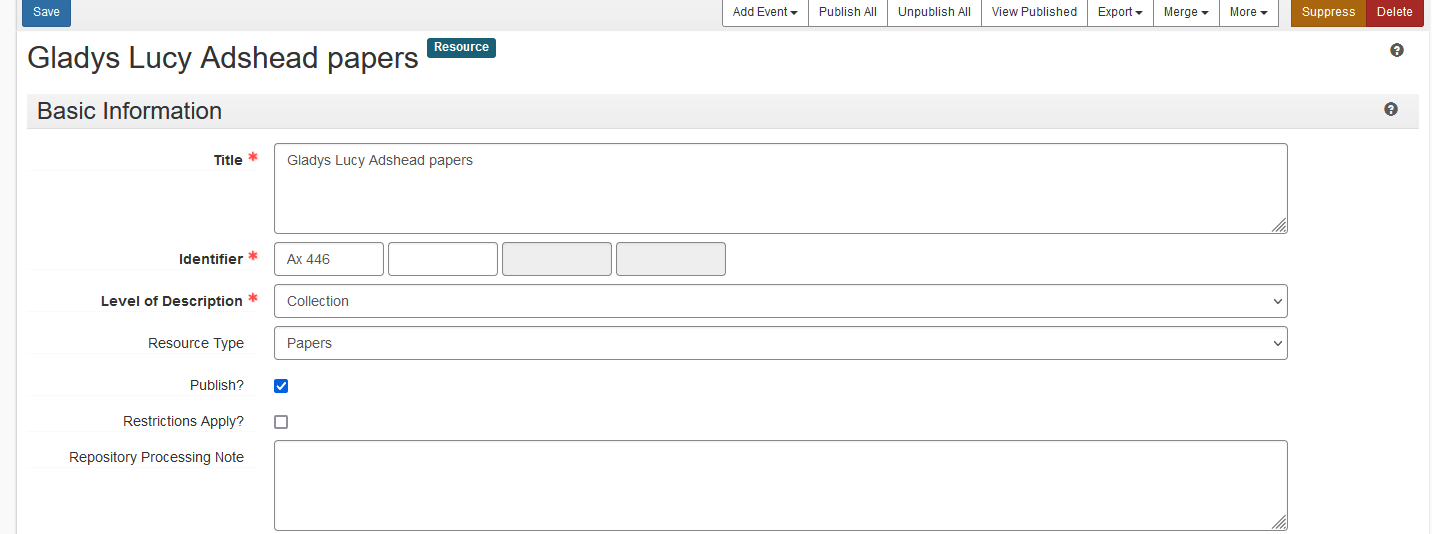 Save Add Event Publish All Unpublish All View Published Export Merge More Suppress Delete
Gladys Lucy Adshead papers Resource
Basic Information
Title * Gladys Lucy Adshead papers
Identifier * Ax 446
Level of Description * Collection
Resource Type Papers
Publish?
Restrictions Apply?
Repository Processing Note